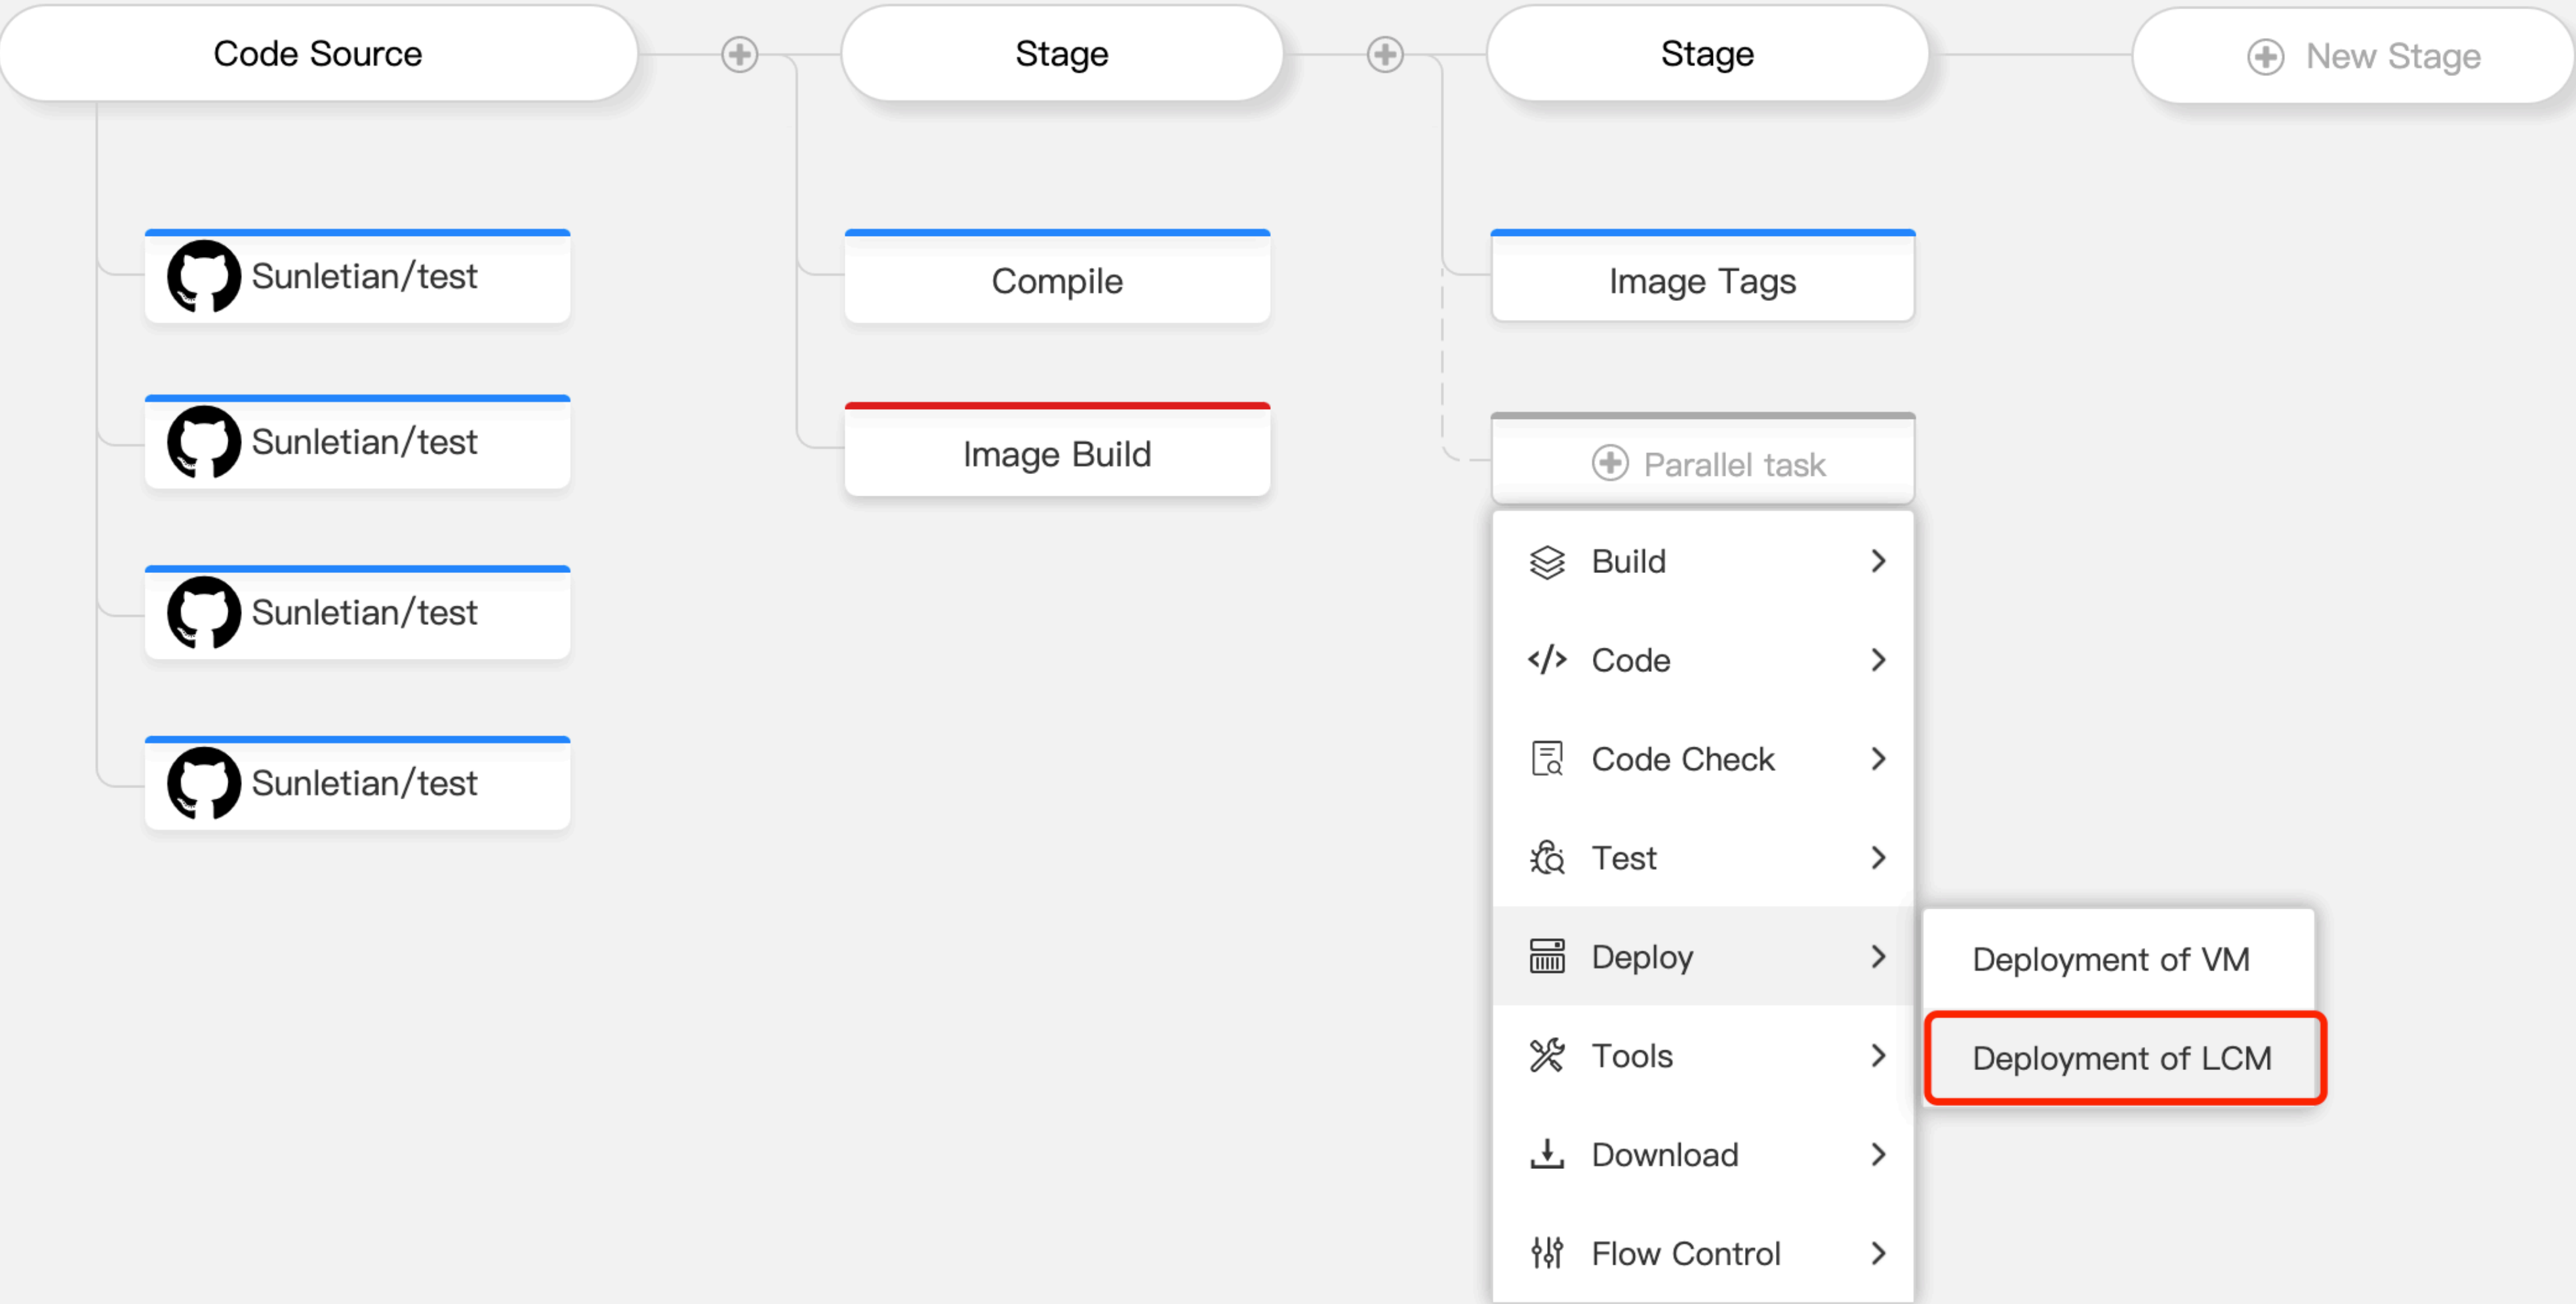 Code Source
Stage
Stage
New Stage
Sunletian/test
Compile
Image Tags
Sunletian/test
Image Build
Parallel task
Sunletian/test
Sunletian/test
Build
Code
Code Check
Test
Deploy
Deployment of VM
Tools
Deployment of LCM
Download
Flow Control